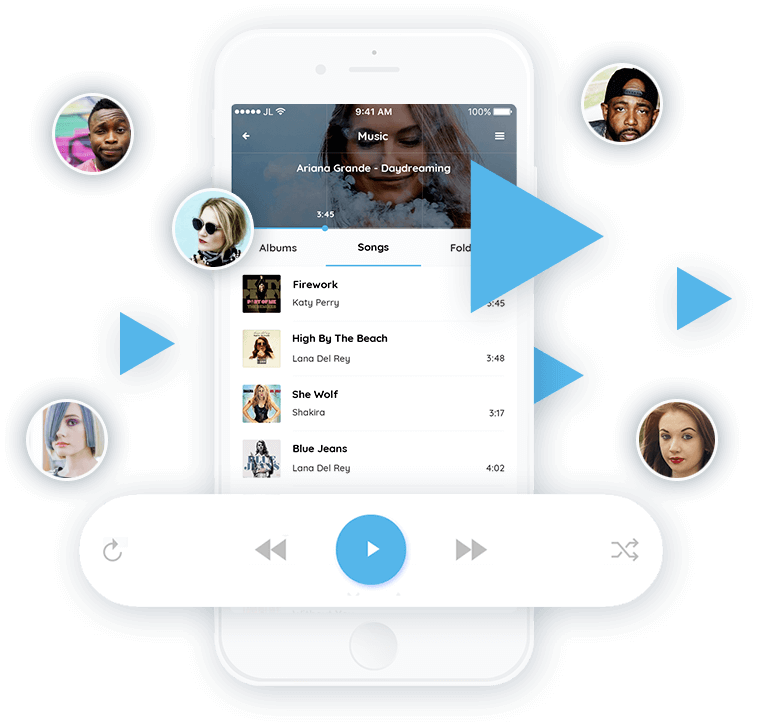 JL 9:41 AM 100%
Music
Ariana Grande - Daydreaming
3:45
Albums Songs Fold
Firework
Katy Perry :45
High By The Beach
Lana Del Rey 3:48
She Wolf
Shakira 3:17
Blue Jeans
Lana Del Rey 4:02